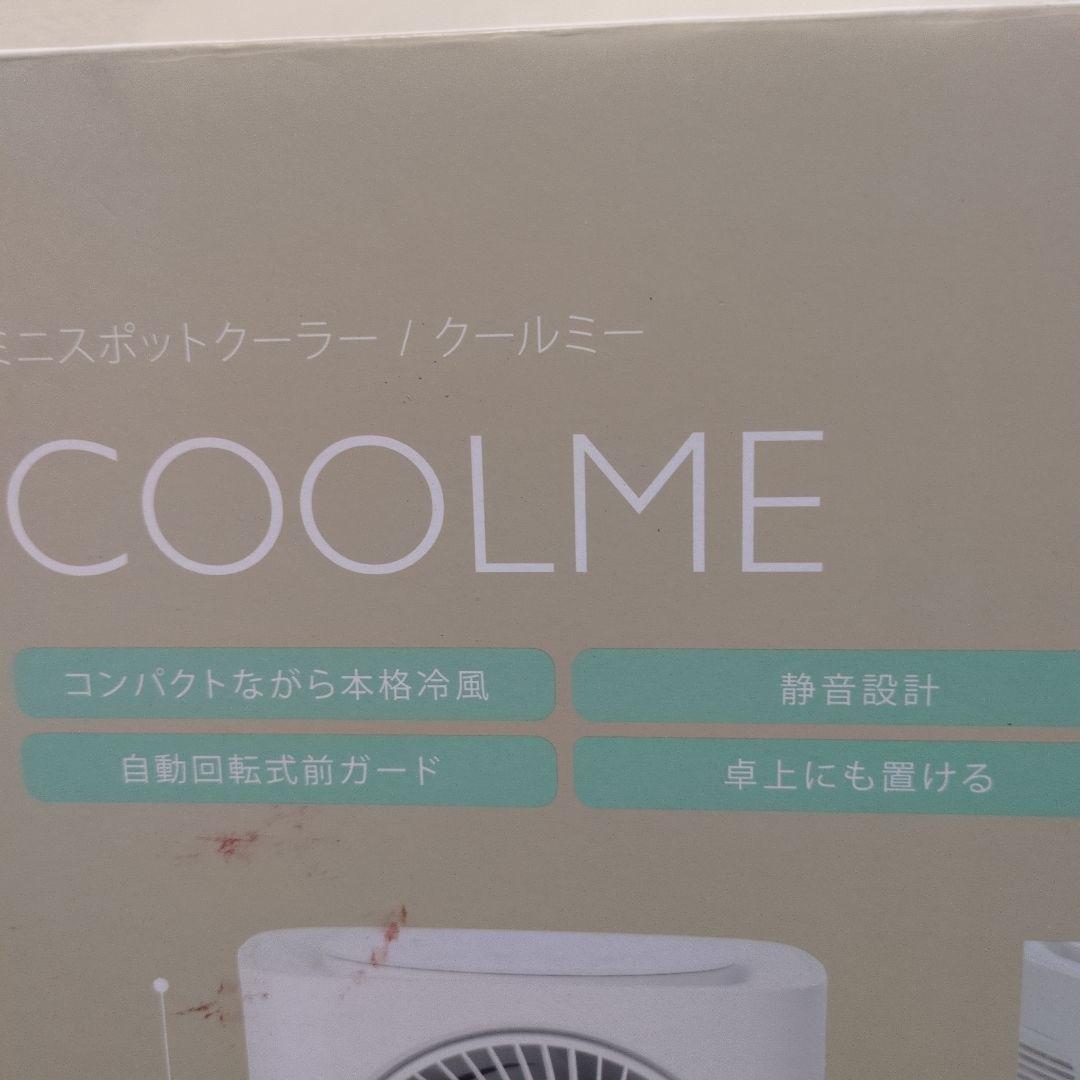 ミニスポットクーラー / クールミー
COOLME
コンパクトながら本格冷風
静音設計
自動回転式前ガード
卓上にも置ける